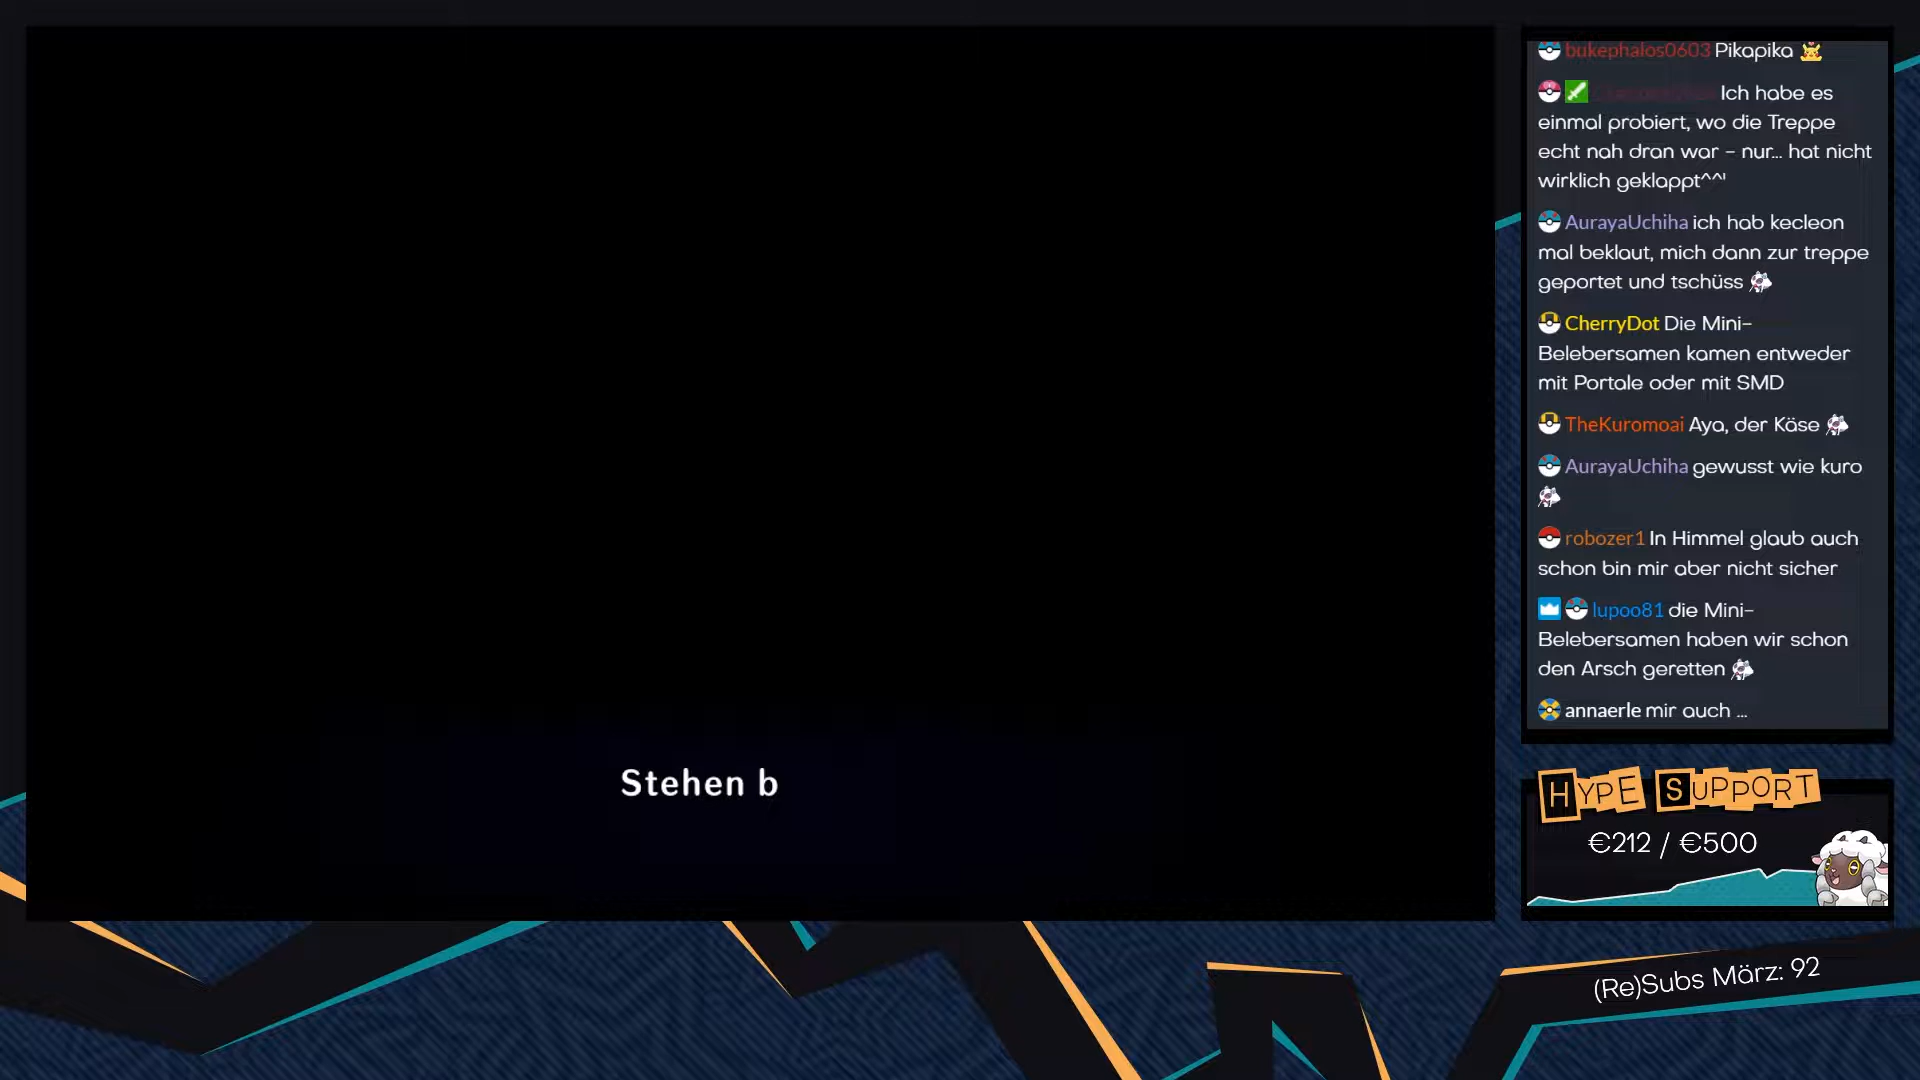 bukephalos0603 Pikapika
Ich habe es
einmal probiert, wo die Treppe
echt nah dran war - nur... hat nicht
wirklich geklappt^^'
AurayaUchiha ich hab kecleon
mal beklaut, mich dann zur treppe
geportet und tschüss
CherryDot Die Mini-
Belebersamen kamen entweder
mit Portale oder mit SMD
TheKuromoai Aya, der Käse
AurayaUchiha gewusst wie kuro
robozer1 In Himmel glaub auch
schon bin mir aber nicht sicher
lupoo81 die Mini-
Belebersamen haben wir schon
den Arsch geretten
annaerle mir auch ...
Stehen b
HYPE SUPPORT
€212 / €500
(Re)Subs März: 92